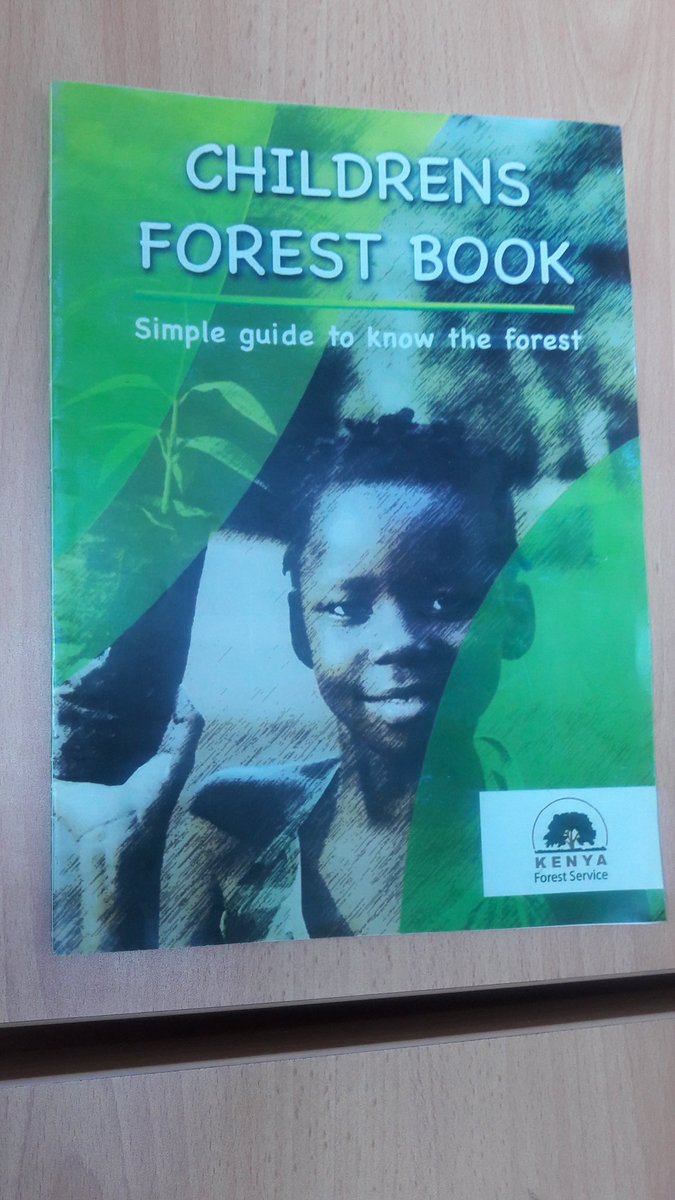 CHILDRENS
FOREST BOOK
Simple guide to know the forest
KENYA
Forest Service